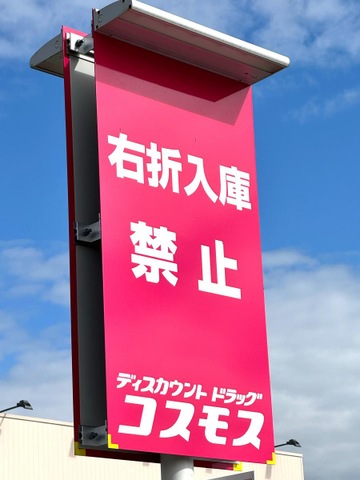 右折入庫
禁止
ディスカウント ドラッグ
コスモス